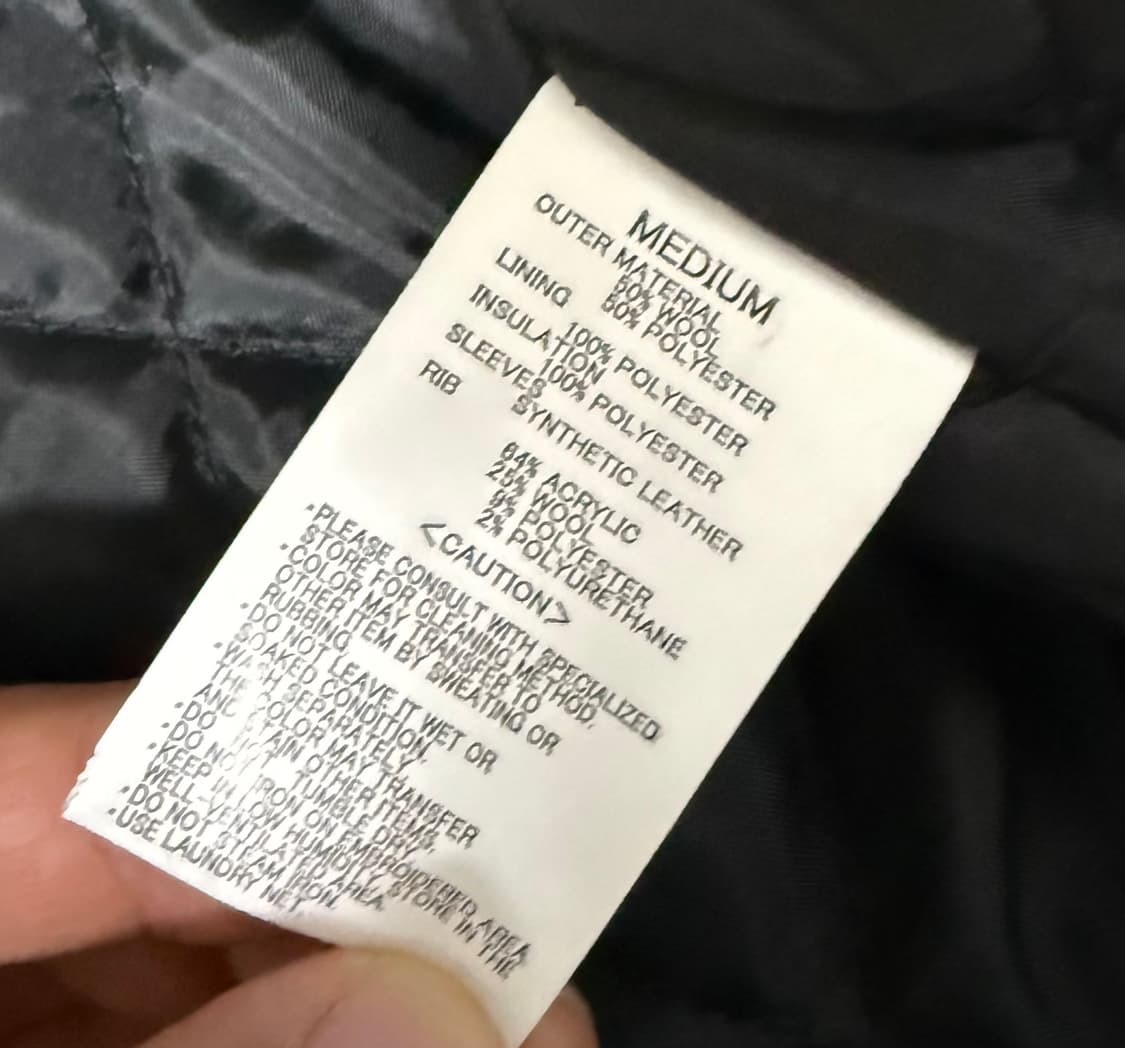 MEDIUM
OUTER MATERIAL
50% WOOL
50% POLYESTER
LINING
100% POLYESTER
INSULATION
100% POLYESTER
SLEEVES
SYNTHETIC LEATHER
RIB
64% ACRYLIC
25% WOOL
9% POLYESTER
2% POLYURETHANE
<CAUTION>
•PLEASE CONSULT WITH SPECIALIZED
STORE FOR CLEANING METHOD.
•COLOR MAY TRANSFER TO
OTHER ITEM BY SWEATING OR
RUBBING.
•DO NOT LEAVE IT WET OR
SOAKED CONDITION.
•WASH SEPARATELY.
THE COLOR MAY TRANSFER
AND STAIN OTHER ITEMS.
•DO NOT TUMBLE DRY.
•DO NOT IRON ON EMBROIDERED AREA
•KEEP IN LOW HUMIDITY, STORE IN THE
WELL-VENTILATED AREA.
•DO NOT STEAM IRON.
•USE LAUNDRY NET.